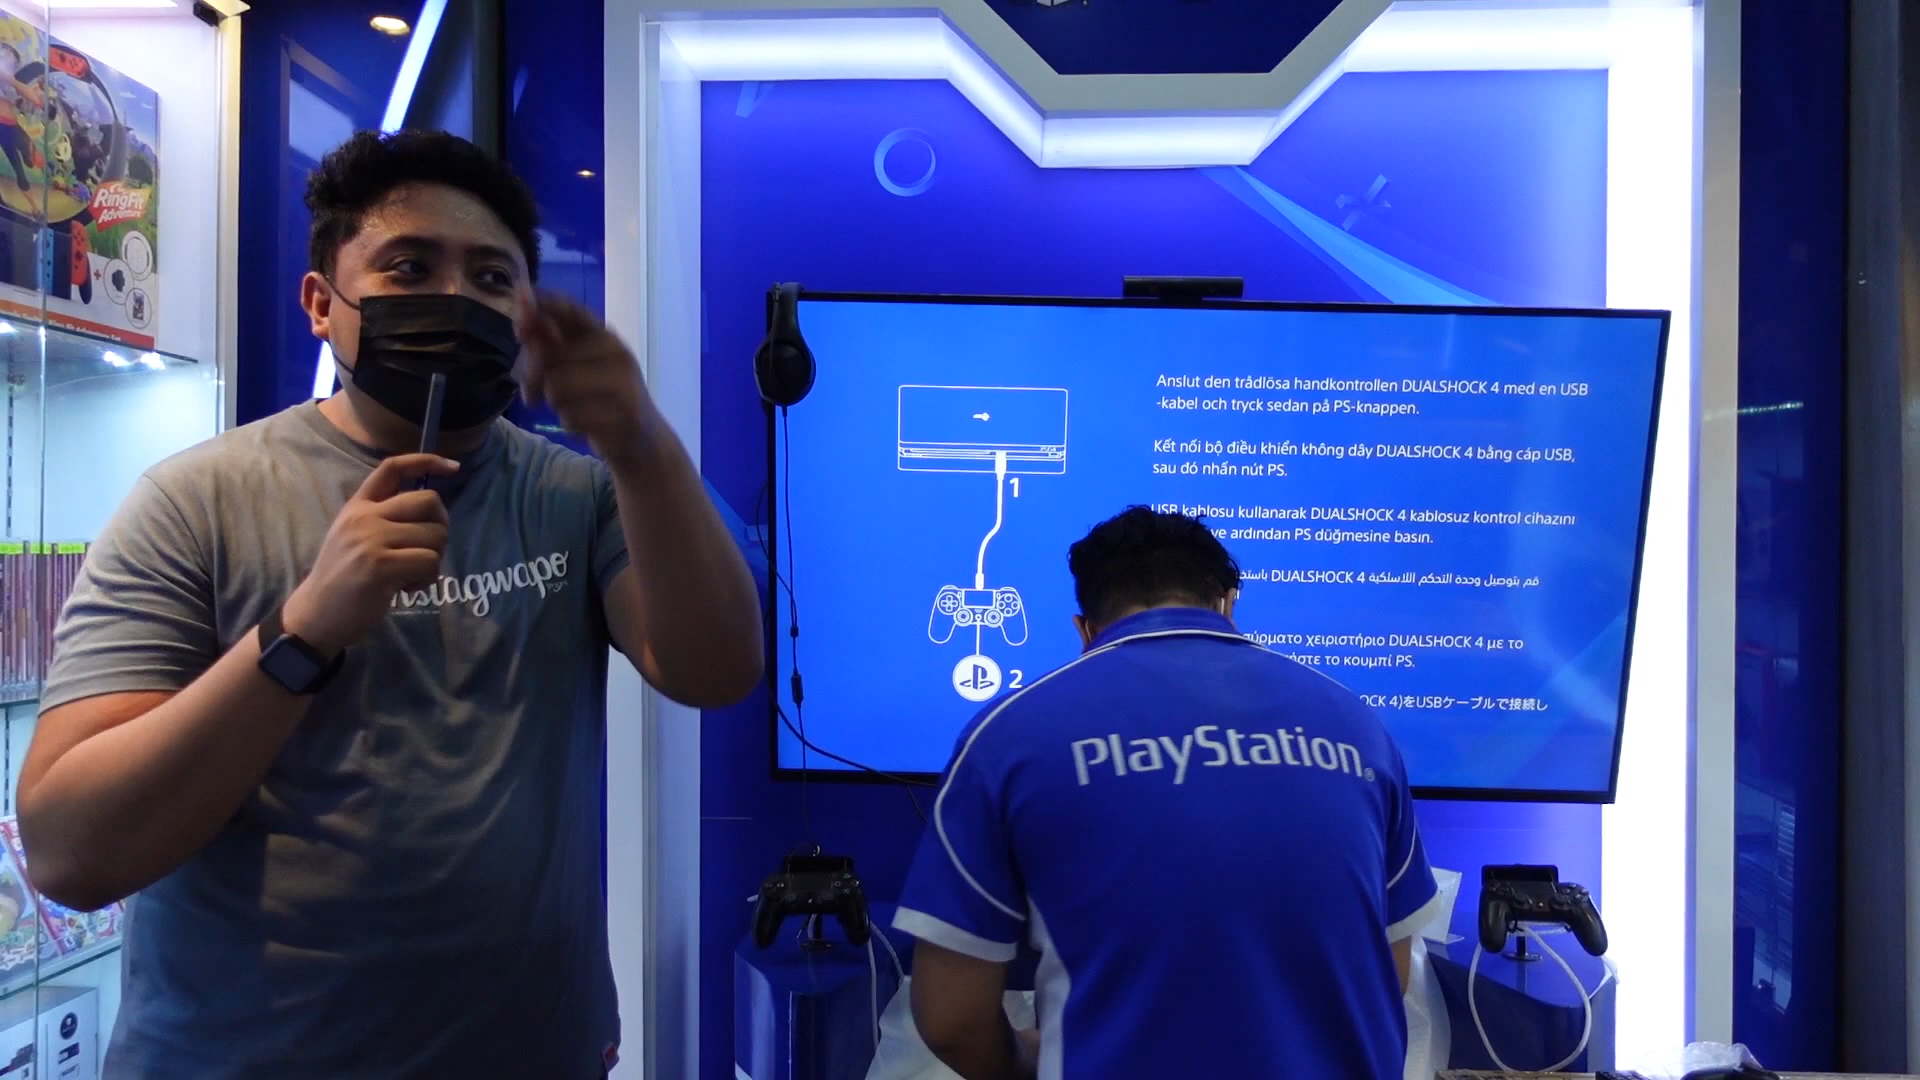 RingFit
Adventure
nstagwapo
Anslut den trådlösa handkontrollen DUALSHOCK 4 med en USB
-kabel och tryck sedan på PS-knappen.
Kết nối bộ điều khiển không dây DUALSHOCK 4 bằng cáp USB,
sau đó nhấn nút PS.
USB kablosu kullanarak DUALSHOCK 4 kablosuz kontrol cihazını
ve ardından PS düğmesine basın.
قم بتوصيل وحدة التحكم اللاسلكية DUALSHOCK 4
χειριστήριο DUALSHOCK 4 με το
το κουμπί PS.
OCK 4)をUSBケーブルで接続し
1
2
PlayStation®